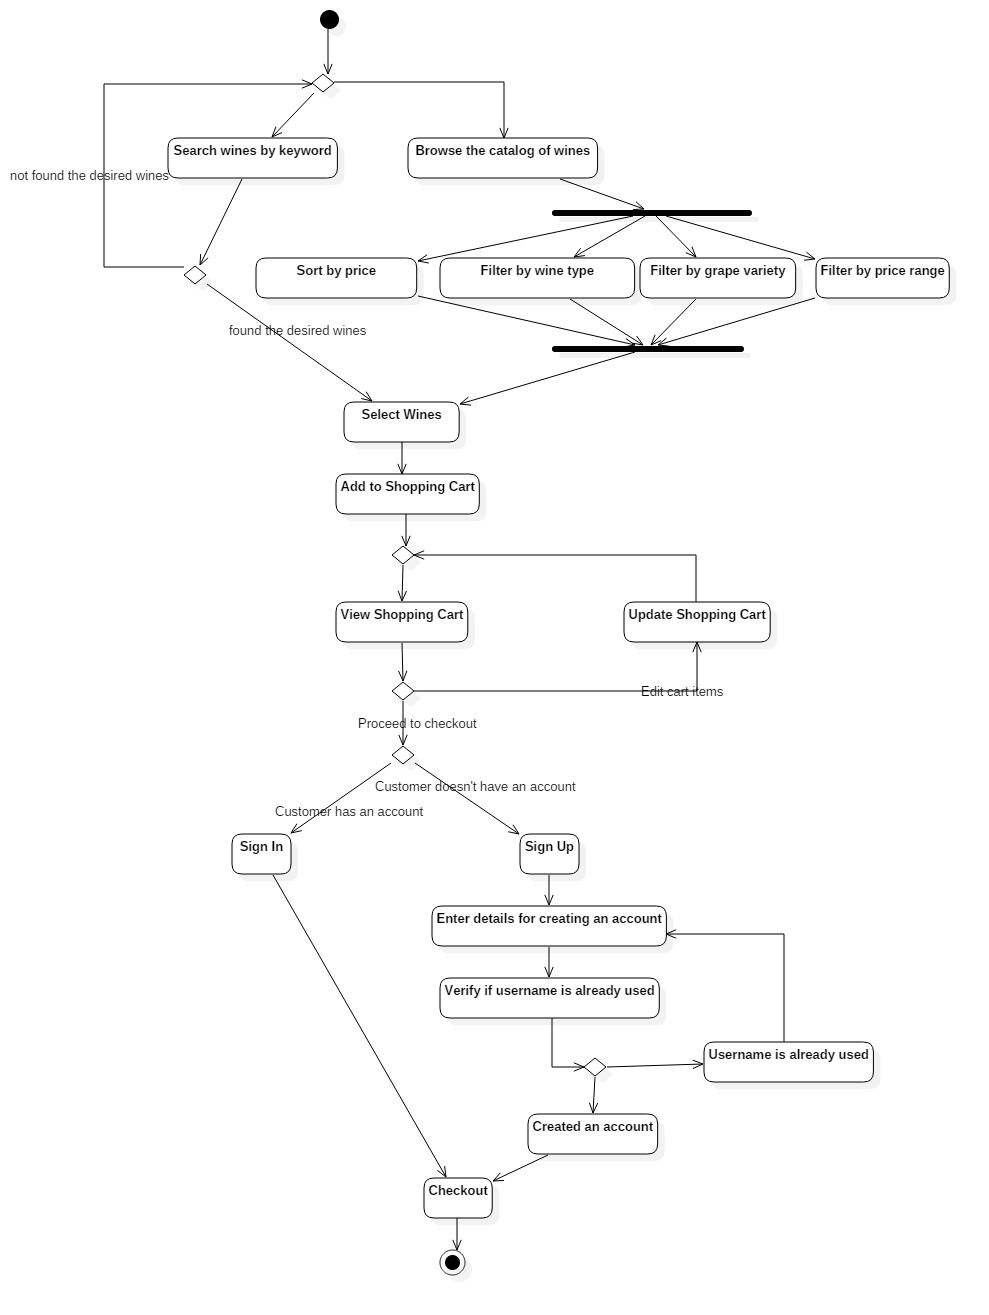 Search wines by keyword
Browse the catalog of wines
not found the desired wines
Sort by price
Filter by wine type
Filter by grape variety
Filter by price range
found the desired wines
Select Wines
Add to Shopping Cart
View Shopping Cart
Update Shopping Cart
Edit cart items
Proceed to checkout
Customer doesn't have an account
Customer has an account
Sign In
Sign Up
Enter details for creating an account
Verify if username is already used
Username is already used
Created an account
Checkout